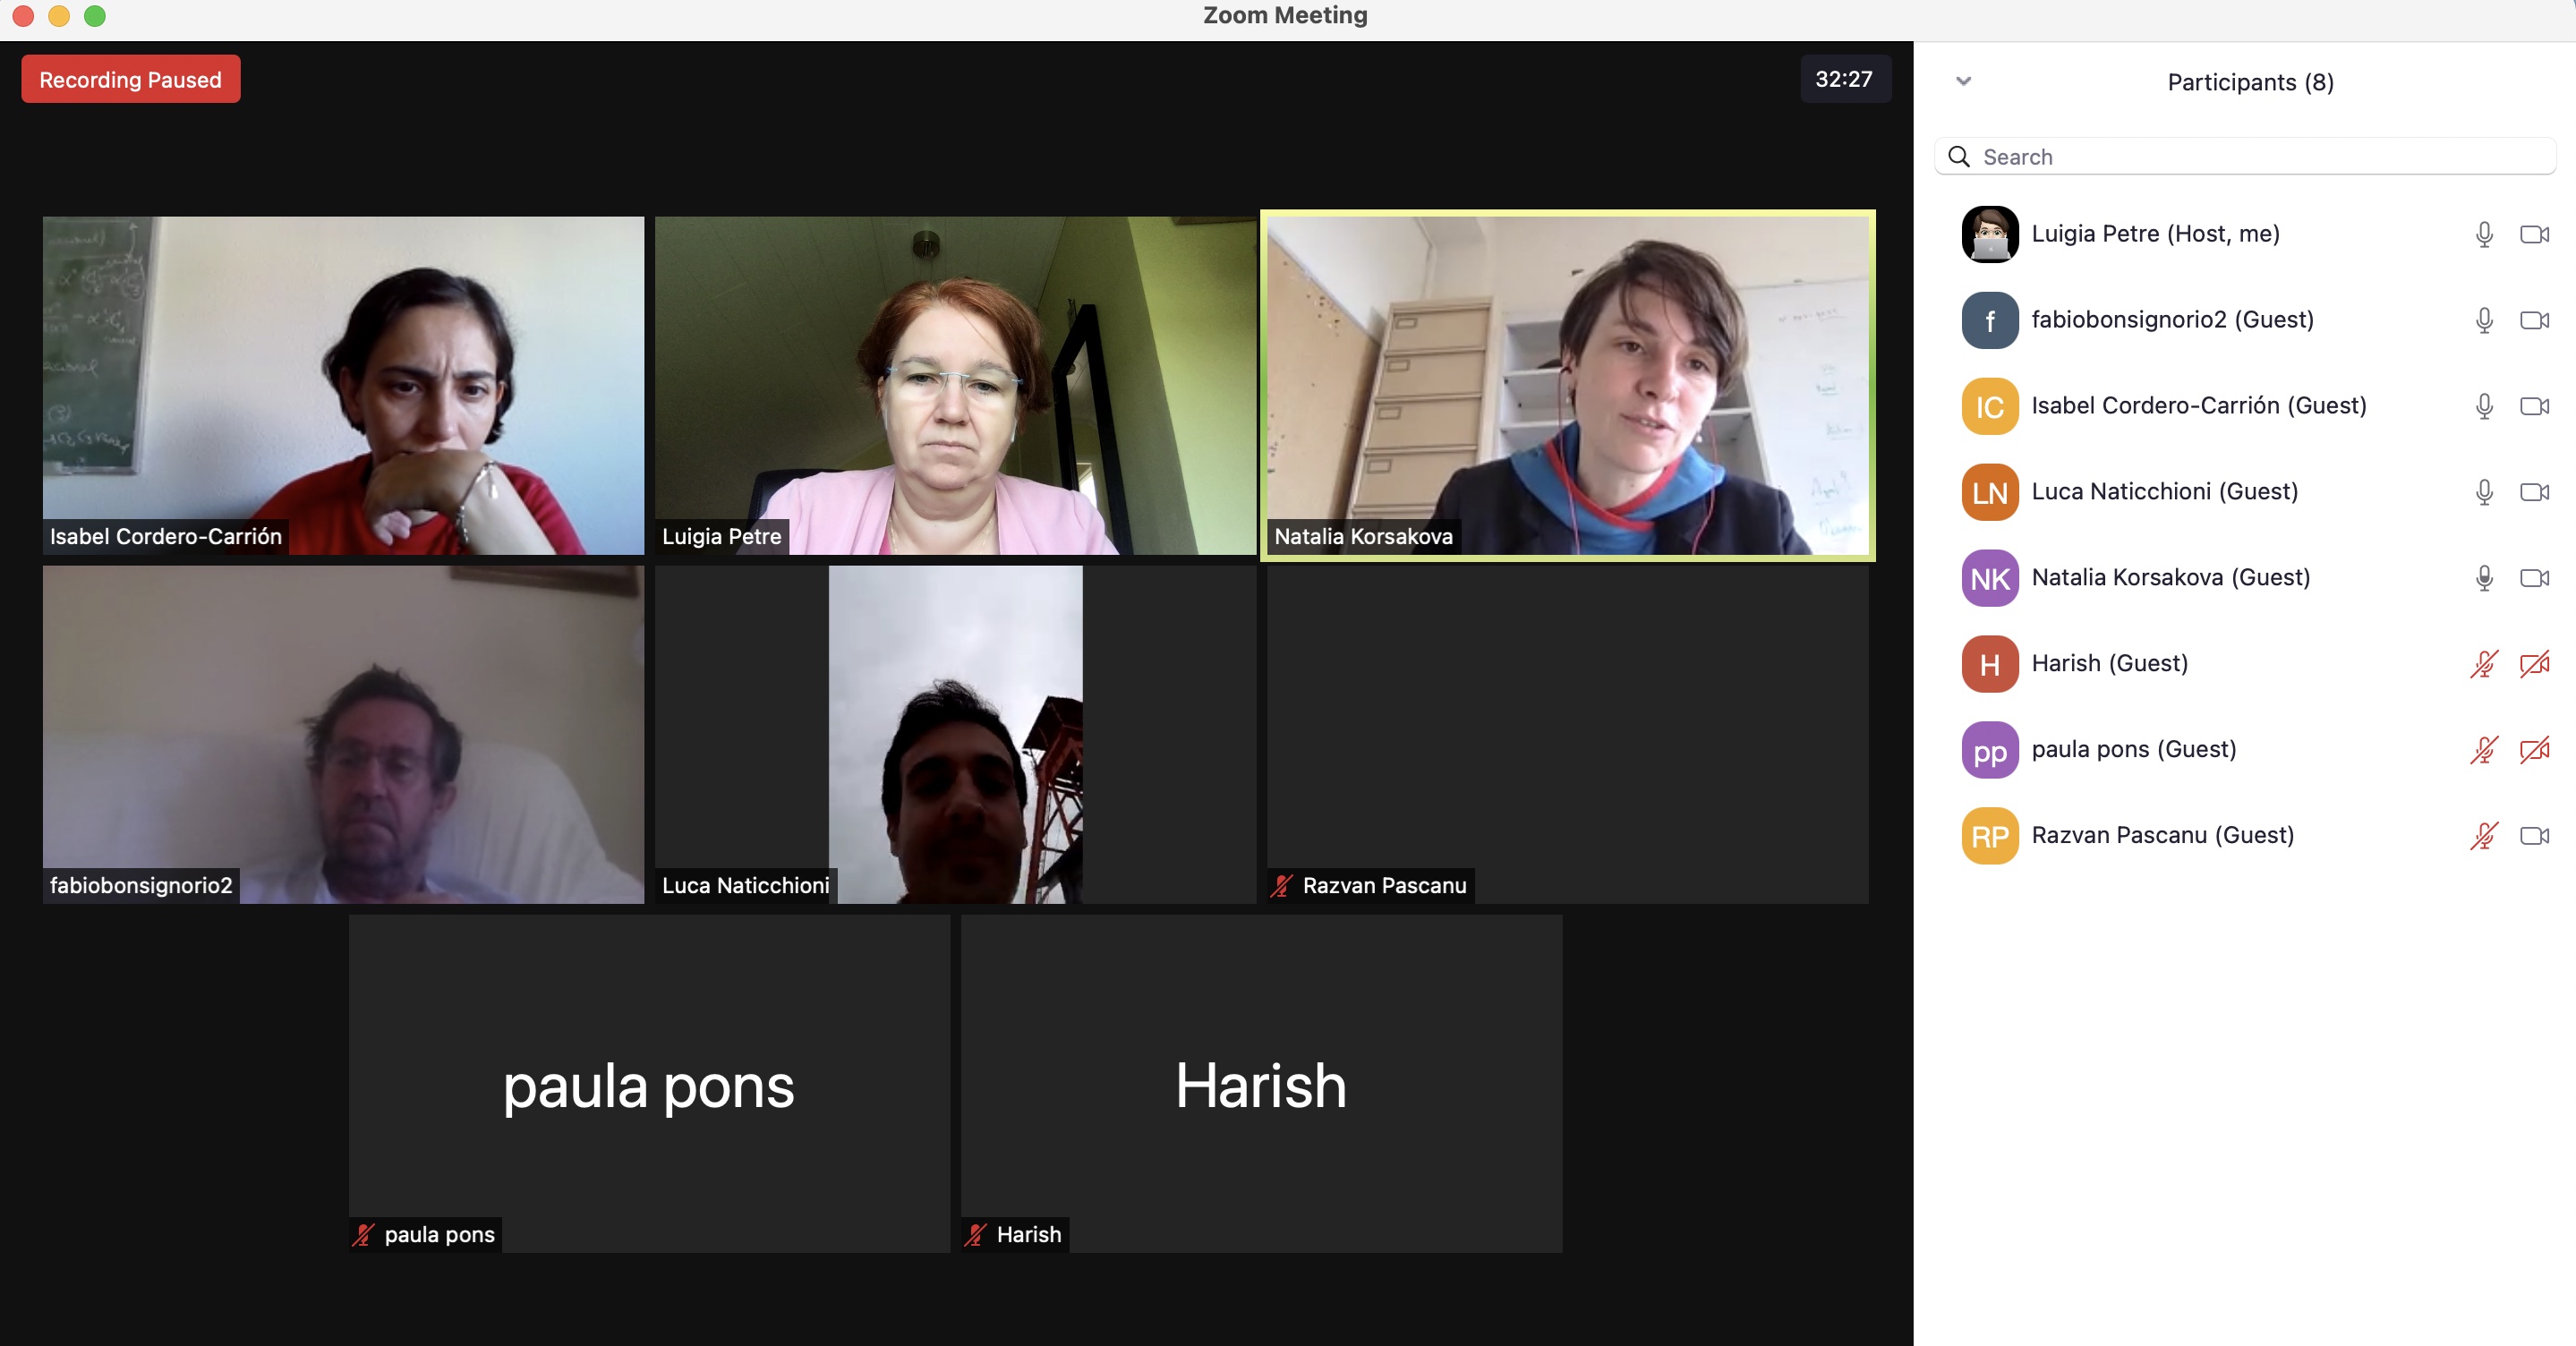 Zoom Meeting
Recording Paused
32:27
Isabel Cordero-Carrión
Luigia Petre
Natalia Korsakova
fabiobonsignorio2
Luca Naticchioni
Razvan Pascanu
paula pons
Harish
paula pons
Harish
Participants (8)
Search
Luigia Petre (Host, me)
f
fabiobonsignorio2 (Guest)
IC
Isabel Cordero-Carrión (Guest)
LN
Luca Naticchioni (Guest)
NK
Natalia Korsakova (Guest)
H
Harish (Guest)
pp
paula pons (Guest)
RP
Razvan Pascanu (Guest)